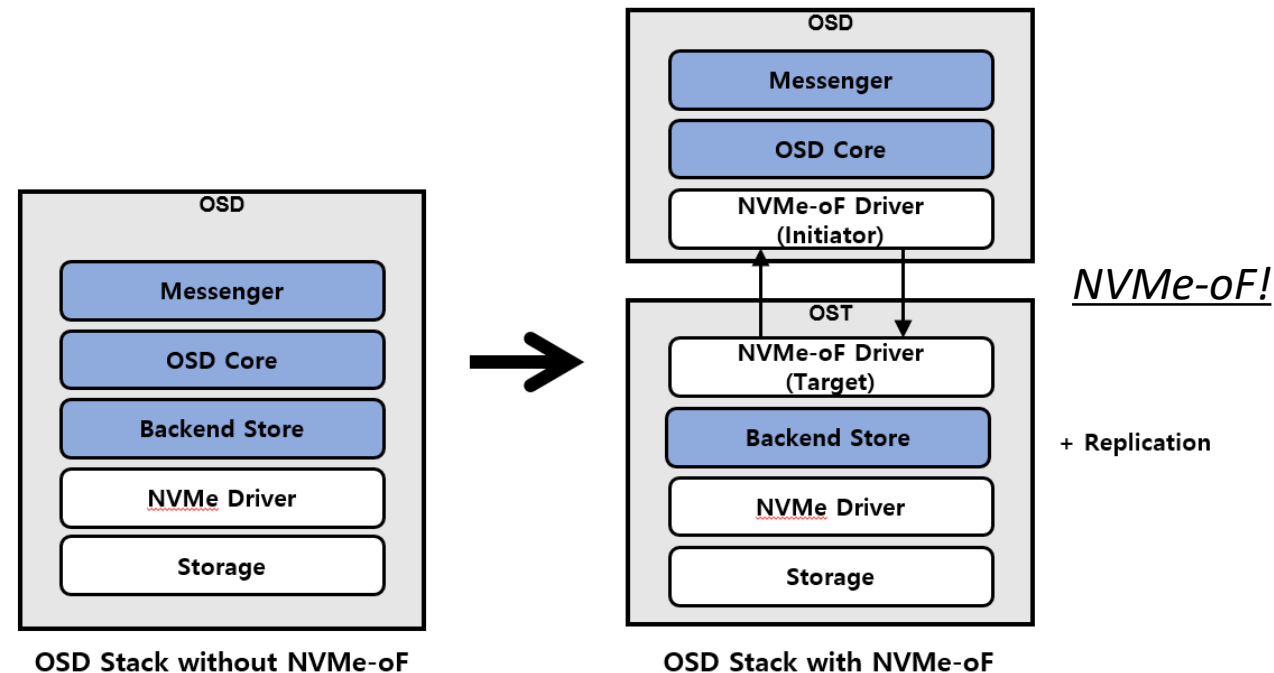 OSD
Messenger
OSD Core
Backend Store
NVMe Driver
Storage
OSD Stack without NVMe-oF
OSD
Messenger
OSD Core
NVMe-oF Driver
(Initiator)
OST
NVMe-oF Driver
(Target)
Backend Store
NVMe Driver
Storage
OSD Stack with NVMe-oF
NVMe-oF!
+ Replication